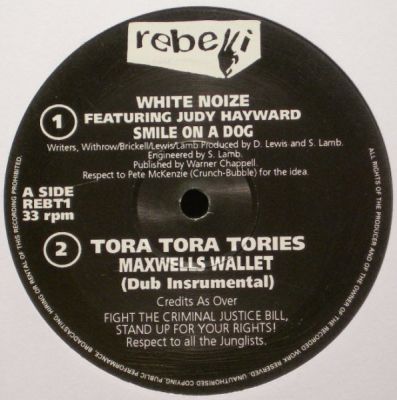 rebelli
WHITE NOIZE
1
FEATURING JUDY HAYWARD
SMILE ON A DOG
Writers, Withrow/Brickell/Lewis/Lamb Produced by D. Lewis and S. Lamb.
Engineered by S. Lamb.
Published by Warner Chappell.
Respect to Pete McKenzie (Crunch-Bubble) for the idea.
A SIDE
REBT1
33 rpm
2
TORA TORA TORIES
MAXWELLS WALLET
(Dub Insrumental)
Credits As Over
FIGHT THE CRIMINAL JUSTICE BILL,
STAND UP FOR YOUR RIGHTS!
Respect to all the Junglists.
ALL RIGHTS OF THE PRODUCER AND OF THE OWNER OF THE RECORDED WORK RESERVED. UNAUTHORISED COPYING, PUBLIC PERFORMANCE, BROADCASTING, HIRING OR RENTAL OF THIS RECORDING PROHIBITED.